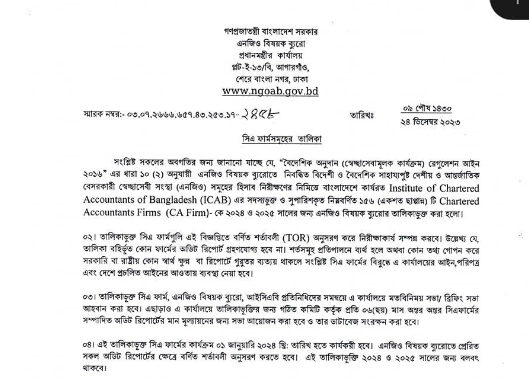 গণপ্রজাতন্ত্রী বাংলাদেশ সরকার
এনজিও বিষয়ক ব্যুরো
প্রধানমন্ত্রীর কার্যালয়
প্লট-ই-১৩/বি, আগারগাঁও,
শেরে বাংলা নগর, ঢাকা
www.ngoab.gov.bd
স্মারক নম্বর:- ০৩.০৭.২৬৬৬.৬৫৭.৪৩.২৫৩.১৭- তারিখঃ ০৯ পৌষ ১৪৩০
২৪ ডিসেম্বর ২০২৩
সিএ ফার্মসমূহের তালিকা
সংশ্লিষ্ট সকলের অবগতির জন্য জানানো যাচ্ছে যে, “বৈদেশিক অনুদান (স্বেচ্ছাসেবামূলক কার্যক্রম) রেগুলেশন আইন
২০১৬” এর ধারা ১০ (২) অনুযায়ী এনজিও বিষয়ক ব্যুরোতে নিবন্ধিত বিদেশী ও বৈদেশিক সাহায্যপুষ্ট দেশীয় ও আন্তর্জাতিক
বেসরকারী স্বেচ্ছাসেবী সংস্থা (এনজিও) সমূহের হিসাব নিরীক্ষণের নিমিত্তে বাংলাদেশে কার্যরত Institute of Chartered
Accountants of Bangladesh (ICAB) এর সদস্যভুক্ত ও সুপারিশকৃত নিম্নবর্ণিত ১৫৬ (একশত ছাপ্পান্ন) টি Chartered
Accountants Firms (CA Firm)- কে ২০২৪ ও ২০২৫ সালের জন্য এনজিও বিষয়ক ব্যুরোর তালিকাভুক্ত করা হলো।
০২। তালিকাভুক্ত সিএ ফার্মগুলি এই বিজ্ঞপ্তিতে বর্ণিত শর্তাবলী (TOR) অনুসরণ করে নিরীক্ষাকার্য সম্পন্ন করবে। উল্লেখ্য যে,
তালিকা বহির্ভূত কোন ফার্মের অডিট রিপোর্ট গ্রহণযোগ্য হবে না। শর্তসমূহ প্রতিপালনে ব্যর্থ হলে অথবা কোন তথ্য গোপন করে
সরকারি বা রাষ্ট্রীয় কোন স্বার্থ ক্ষুন্ন বা রিপোর্টে গুরুতর ব্যত্যয় থাকলে সংশ্লিষ্ট সিএ ফার্মের বিরুদ্ধে এ কার্যালয়ের আইন,পরিপত্র
এবং দেশে প্রচলিত আইনের আওতায় ব্যবস্থা নেয়া হবে।
০৩। তালিকাভুক্ত সিএ ফার্ম, এনজিও বিষয়ক ব্যুরো, আইসিএবি প্রতিনিধিদের সমন্বয়ে এ কার্যালয়ে মতবিনিময় সভা/ ব্রিফিং সভা
আহবান করা হবে। এছাড়াও এ কার্যালয়ে তালিকাভুক্তির জন্য গঠিত কমিটি কর্তৃক প্রতি ০৬(ছয়) মাস অন্তর অন্তর সিএফার্মের
সম্পাদিত অডিট রিপোর্টের মান মূল্যায়নের জন্য সভা আয়োজন করা হবে ও তার ডাটাবেজ সংরক্ষন করা হবে।
০৪। এই তালিকাভুক্ত সিএ ফার্মের কার্যক্রম ০১ জানুয়ারি ২০২৪ খ্রি: তারিখ হতে কার্যকরী হবে। এনজিও বিষয়ক ব্যুরোতে প্রেরিত
সকল অডিট রিপোর্টের ক্ষেত্রে বর্ণিত শর্তাবলী অনুসরণ করতে হবে। এই তালিকাভুক্তি ২০২৪ ও ২০২৫ সালের জন্য বলবৎ
থাকবে।